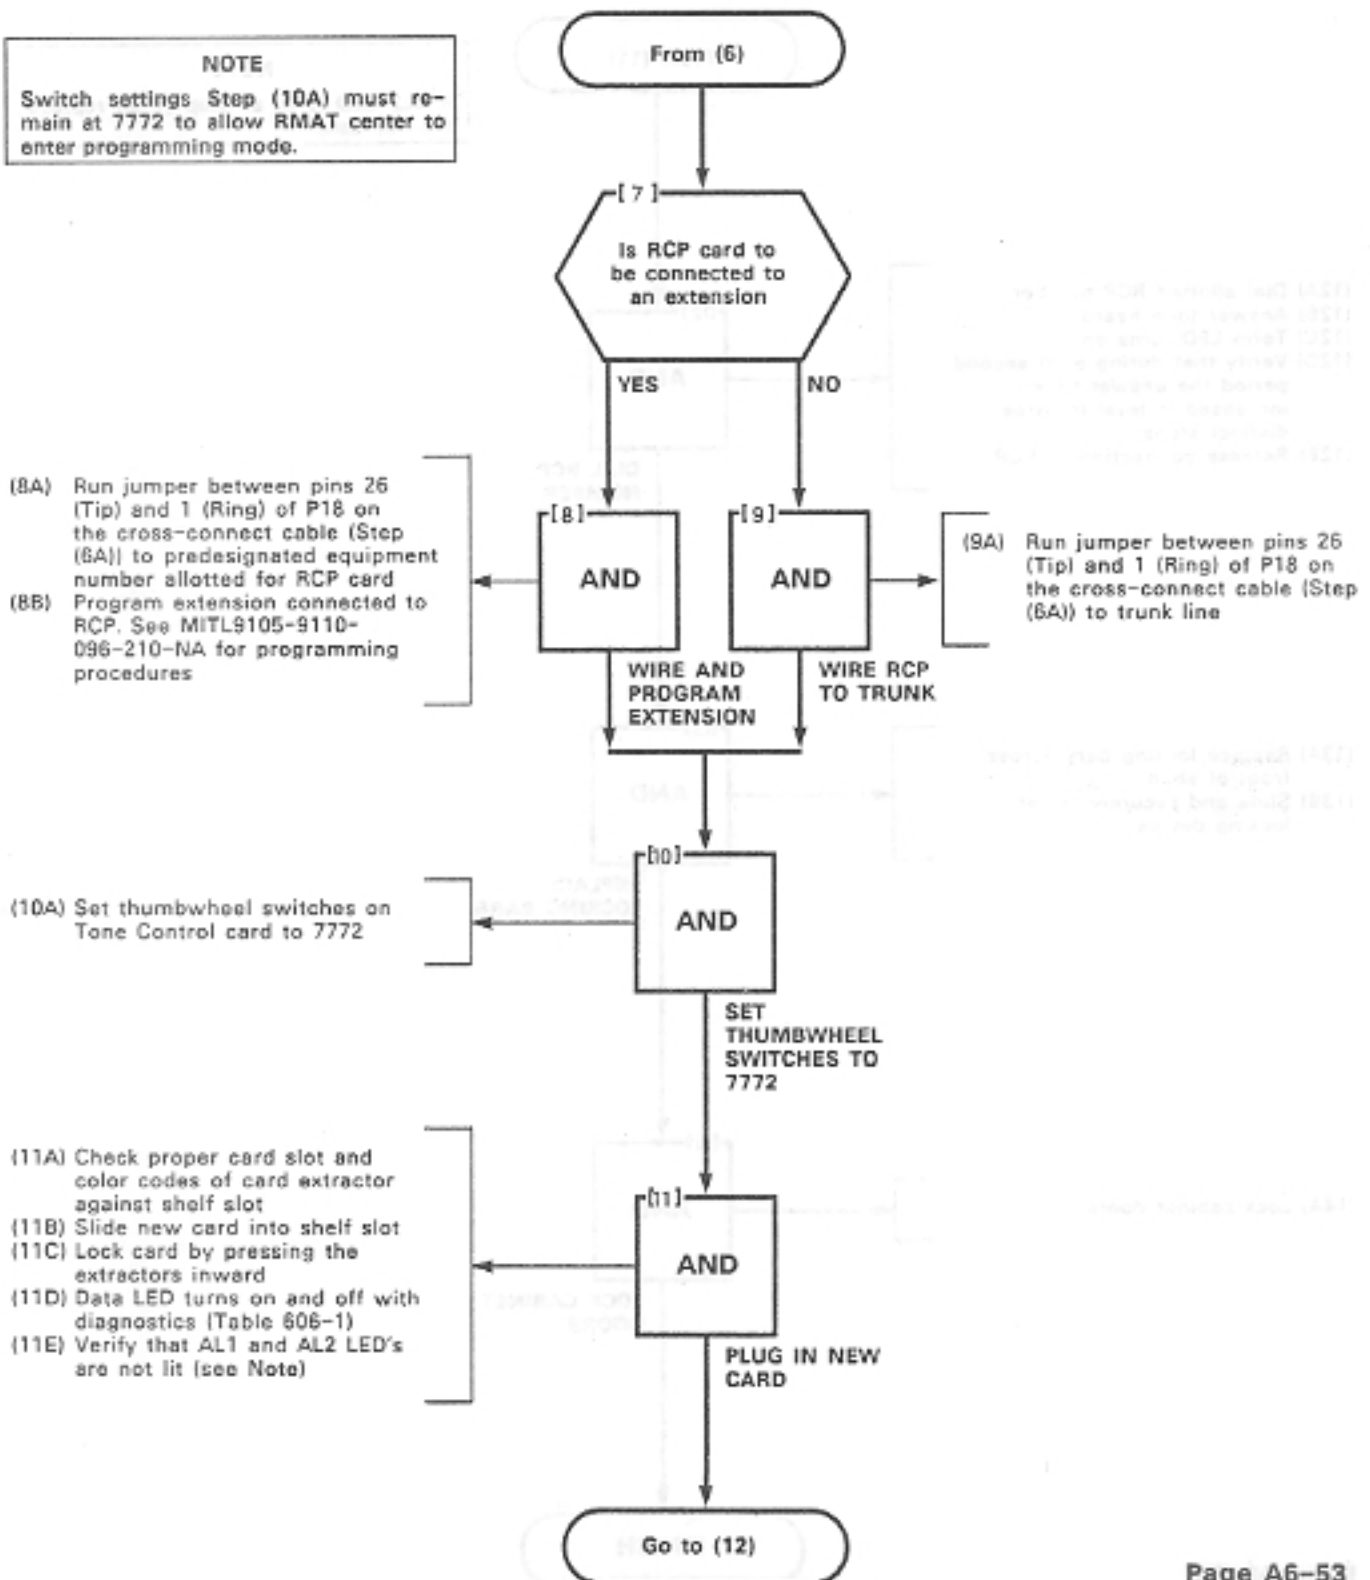 From (6)
NOTE
Switch settings Step (10A) must re-
main at 7772 to allow RMAT center to
enter programming mode.
[7]
Is RCP card to
be connected to
an extension
YES
NO
(8A) Run jumper between pins 26
(Tip) and 1 (Ring) of P18 on
the cross-connect cable (Step
(6A)) to predesignated equipment
number allotted for RCP card
(8B) Program extension connected to
RCP. See MITL9105-9110-
096-210-NA for programming
procedures
[8]
AND
WIRE AND
PROGRAM
EXTENSION
[9]
AND
WIRE RCP
TO TRUNK
(9A) Run jumper between pins 26
(Tip) and 1 (Ring) of P18 on
the cross-connect cable (Step
(6A)) to trunk line
[10]
AND
(10A) Set thumbwheel switches on
Tone Control card to 7772
SET
THUMBWHEEL
SWITCHES TO
7772
(11A) Check proper card slot and
color codes of card extractor
against shelf slot
(11B) Slide new card into shelf slot
(11C) Lock card by pressing the
extractors inward
(11D) Data LED turns on and off with
diagnostics (Table 606-1)
(11E) Verify that AL1 and AL2 LED's
are not lit (see Note)
[11]
AND
PLUG IN NEW
CARD
Go to (12)
Page A6-53